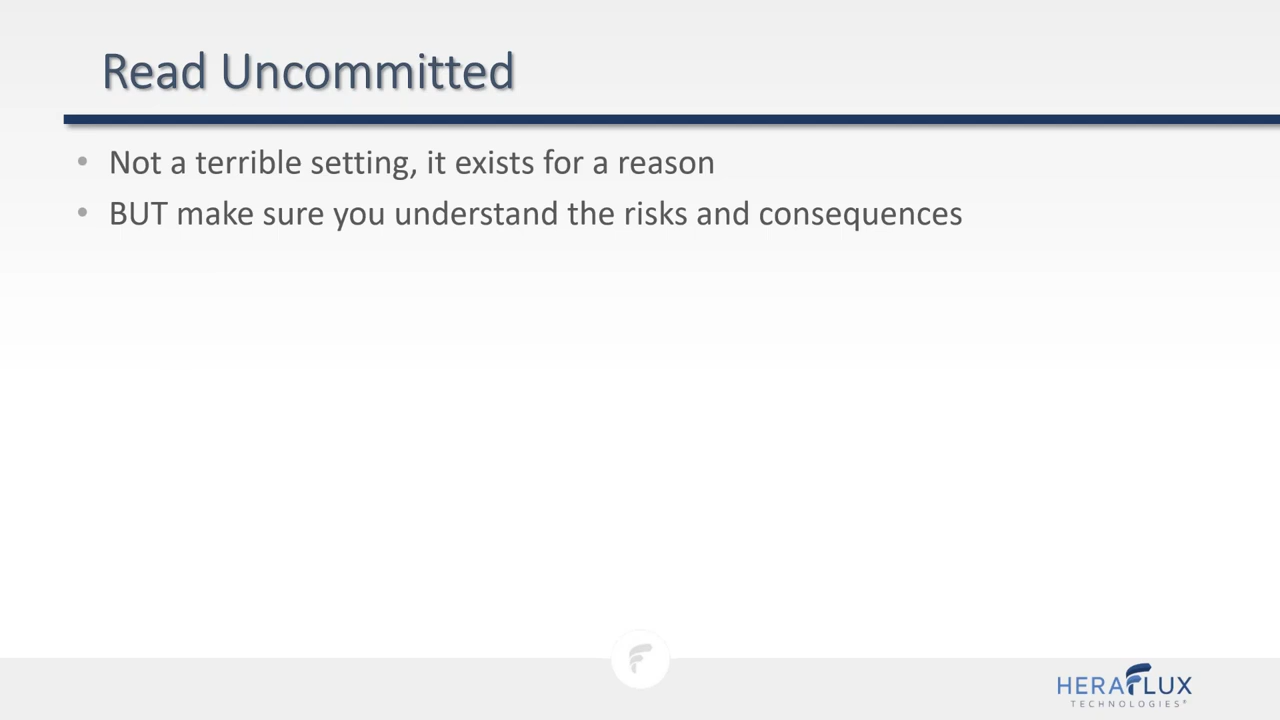 Read Uncommitted
• Not a terrible setting, it exists for a reason
• BUT make sure you understand the risks and consequences
HERAFLUX
TECHNOLOGIES®